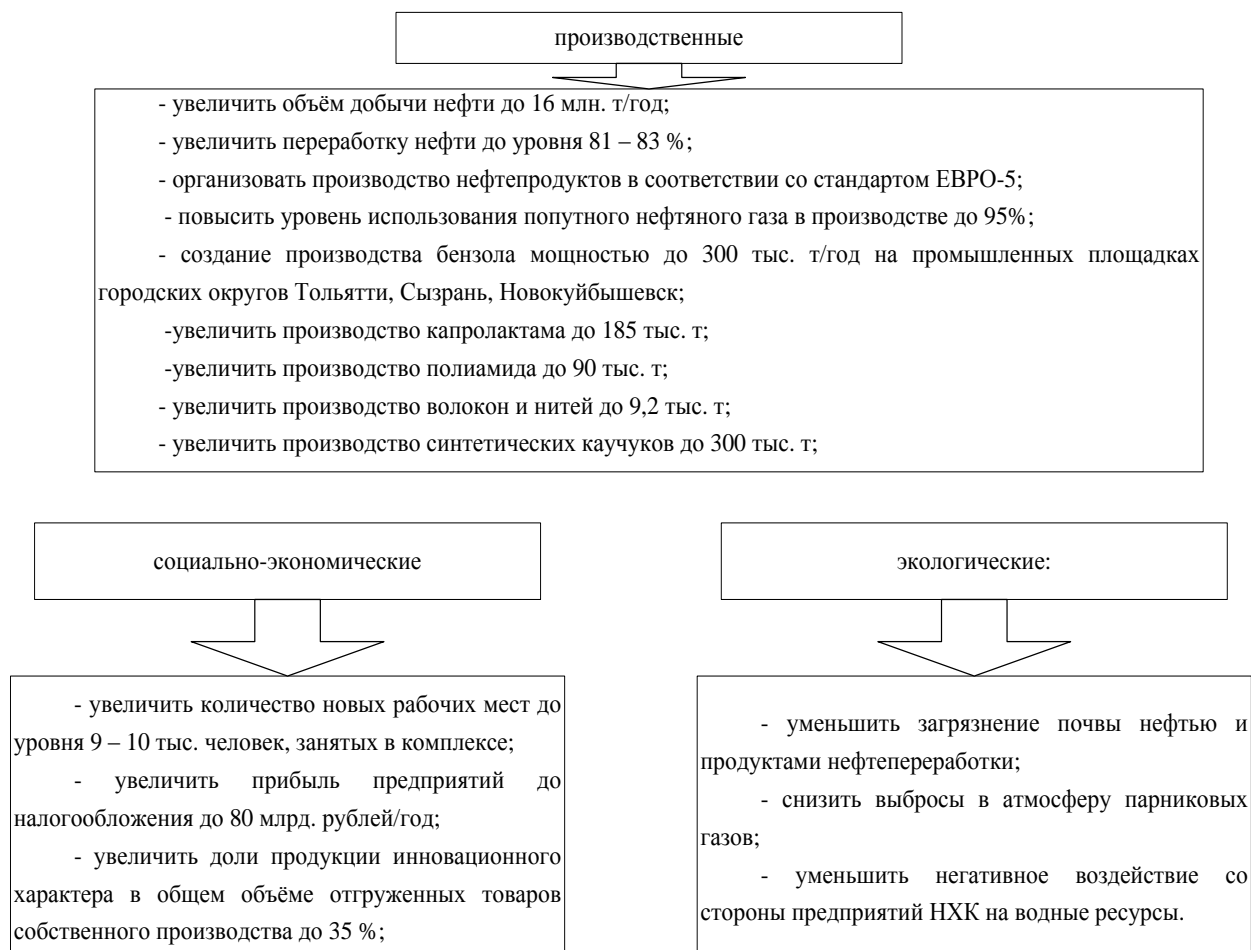 производственные
- увеличить объём добычи нефти до 16 млн. т/год;
- увеличить переработку нефти до уровня 81 – 83 %;
- организовать производство нефтепродуктов в соответствии со стандартом ЕВРО-5;
- повысить уровень использования попутного нефтяного газа в производстве до 95%;
- создание производства бензола мощностью до 300 тыс. т/год на промышленных площадках
городских округов Тольятти, Сызрань, Новокуйбышевск;
-увеличить производство капролактама до 185 тыс. т;
-увеличить производство полиамида до 90 тыс. т;
- увеличить производство волокон и нитей до 9,2 тыс. т;
- увеличить производство синтетических каучуков до 300 тыс. т;
социально-экономические
- увеличить количество новых рабочих мест до
уровня 9 – 10 тыс. человек, занятых в комплексе;
- увеличить прибыль предприятий до
налогообложения до 80 млрд. рублей/год;
- увеличить доли продукции инновационного
характера в общем объёме отгруженных товаров
собственного производства до 35 %;
экологические:
- уменьшить загрязнение почвы нефтью и
продуктами нефтепереработки;
- снизить выбросы в атмосферу парниковых
газов;
- уменьшить негативное воздействие со
стороны предприятий НХК на водные ресурсы.